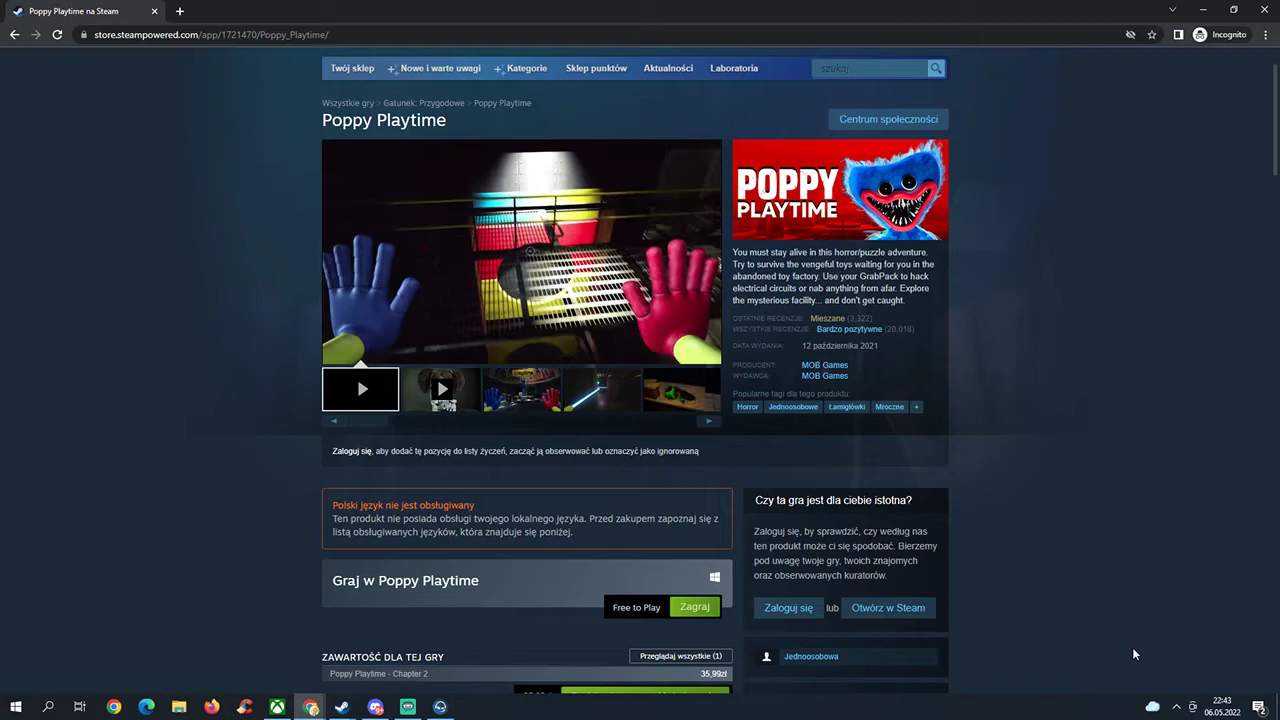 Poppy Playtime na Steam
store.steampowered.com/app/1721470/Poppy_Playtime/
Incognito
Twój sklep
Nowe i warte uwagi
Kategorie
Sklep punktów
Aktualności
Laboratoria
szukaj
Wszystkie gry > Gatunek: Przygodowe > Poppy Playtime
Poppy Playtime
Centrum społeczności
POPPY
PLAYTIME
You must stay alive in this horror/puzzle adventure.
Try to survive the vengeful toys waiting for you in the
abandoned toy factory. Use your GrabPack to hack
electrical circuits or nab anything from afar. Explore
the mysterious facility... and don't get caught.
OSTATNIE RECENZJE: Mieszane (3,322)
WSZYSTKIE RECENZJE: Bardzo pozytywne (20,018)
DATA WYDANIA: 12 października 2021
PRODUCENT: MOB Games
WYDAWCA: MOB Games
Popularne tagi dla tego produktu:
Horror Jednoosobowe Łamigłówki Mroczne +
Zaloguj się, aby dodać tę pozycję do listy życzeń, zacząć ją obserwować lub oznaczyć jako ignorowaną
Polski język nie jest obsługiwany
Ten produkt nie posiada obsługi twojego lokalnego języka. Przed zakupem zapoznaj się z
listą obsługiwanych języków, która znajduje się poniżej.
Czy ta gra jest dla ciebie istotna?
Zaloguj się, by sprawdzić, czy według nas
ten produkt może ci się spodobać. Bierzemy
pod uwagę twoje gry, twoich znajomych
oraz obserwowanych kuratorów.
Zaloguj się lub Otwórz w Steam
Graj w Poppy Playtime
Free to Play
Zagraj
Jednoosobowa
ZAWARTOŚĆ DLA TEJ GRY
Przeglądaj wszystkie (1)
Poppy Playtime - Chapter 2
35,99zł
22:43
06.05.2022